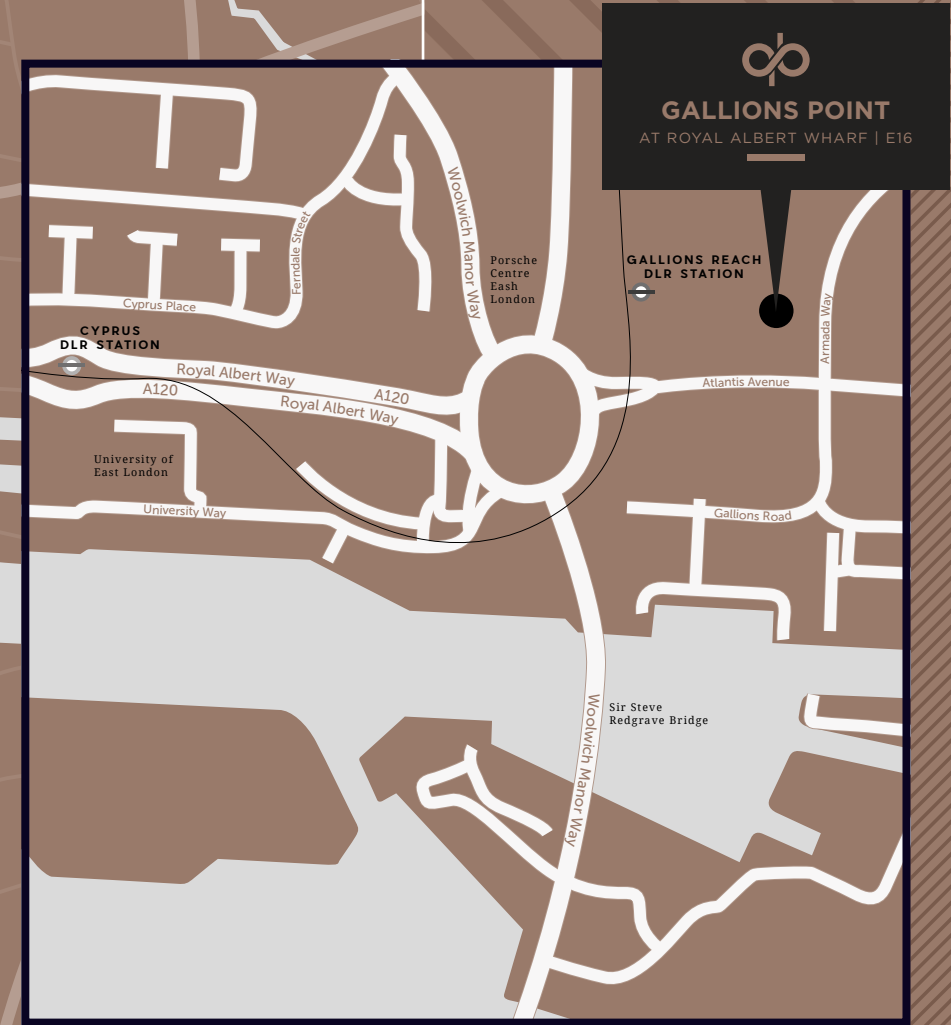 GALLIONS POINT
AT ROYAL ALBERT WHARF | E16
Woolwich Manor Way
Ferndale Street
Porsche
Centre
Eash
London
GALLIONS REACH
DLR STATION
Armada Way
Cyprus Place
CYPRUS
DLR STATION
Royal Albert Way
A120
A120
Royal Albert Way
Atlantis Avenue
University of
East London
University Way
Gallions Road
Sir Steve
Redgrave Bridge
Woolwich Manor Way